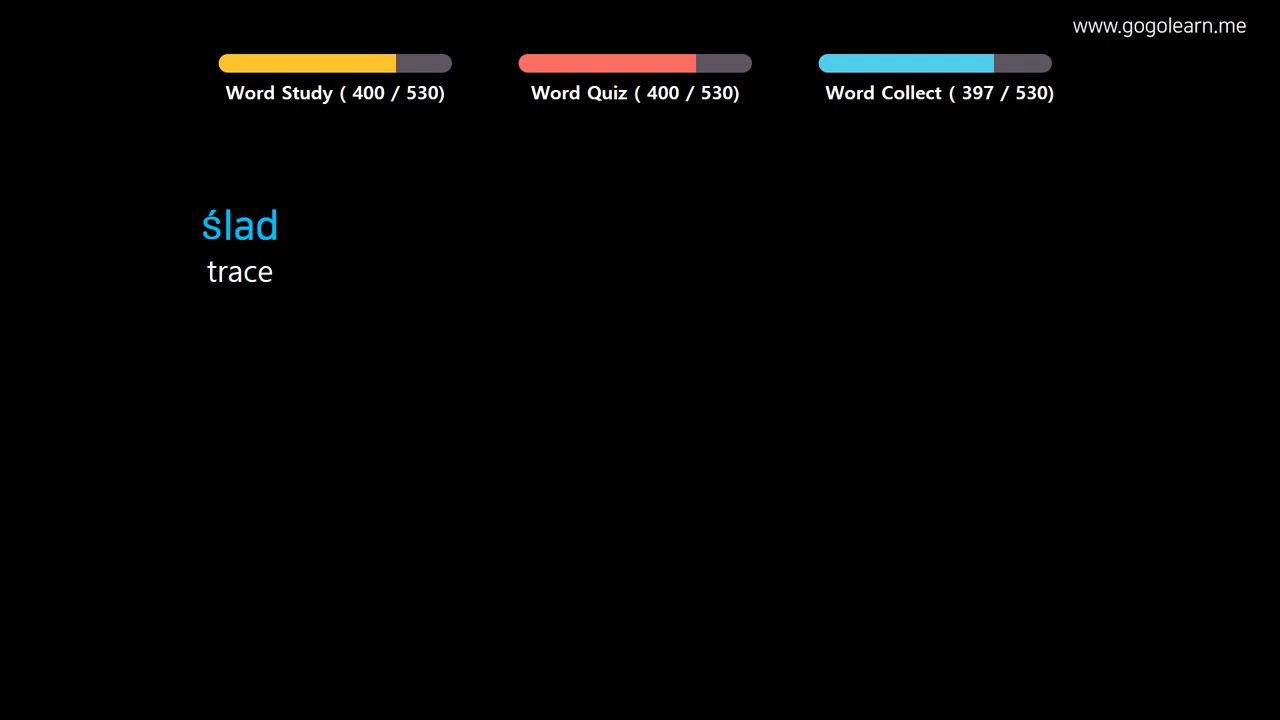 www.gogolearn.me
Word Study ( 400 / 530)
Word Quiz ( 400 / 530)
Word Collect ( 397 / 530)
ślad
trace